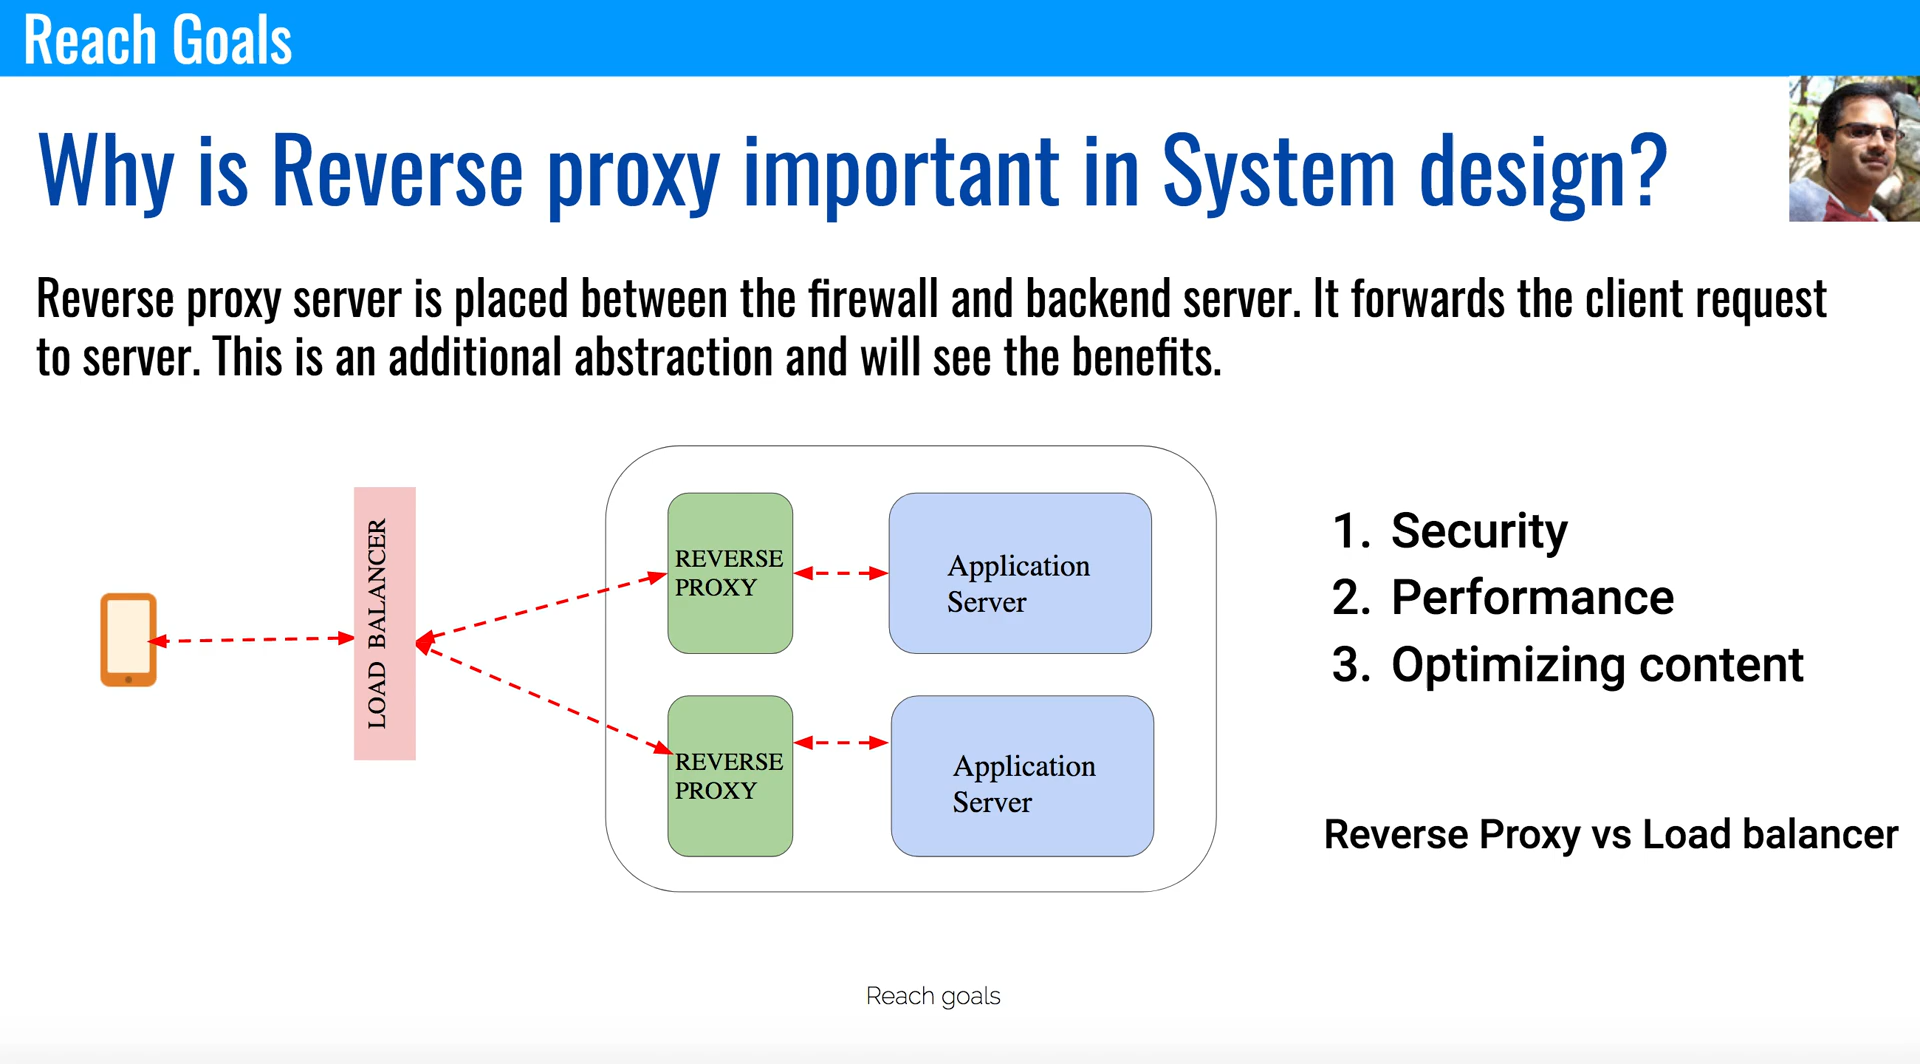 Reach Goals
Why is Reverse proxy important in System design?
Reverse proxy server is placed between the firewall and backend server. It forwards the client request
to server. This is an additional abstraction and will see the benefits.
LOAD BALANCER
REVERSE
PROXY
Application
Server
REVERSE
PROXY
Application
Server
1. Security
2. Performance
3. Optimizing content
Reverse Proxy vs Load balancer
Reach goals